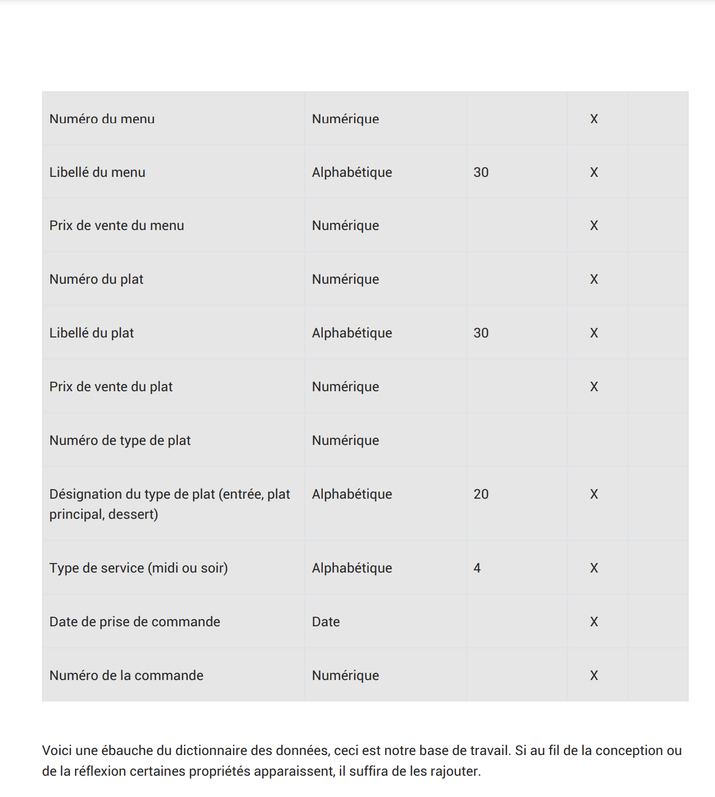 Numéro du menu Numérique X
Libellé du menu Alphabétique 30 X
Prix de vente du menu Numérique X
Numéro du plat Numérique X
Libellé du plat Alphabétique 30 X
Prix de vente du plat Numérique X
Numéro de type de plat Numérique
Désignation du type de plat (entrée, plat Alphabétique 20 X
principal, dessert)
Type de service (midi ou soir) Alphabétique 4 X
Date de prise de commande Date X
Numéro de la commande Numérique X
Voici une ébauche du dictionnaire des données, ceci est notre base de travail. Si au fil de la conception ou
de la réflexion certaines propriétés apparaissent, il suffira de les rajouter.